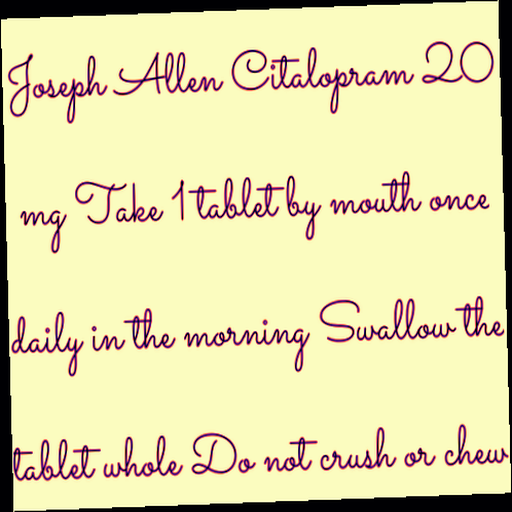 Joseph Allen Citalopram 20
mg Take 1 tablet by mouth once
daily in the morning Swallow the
tablet whole Do not crush or chew